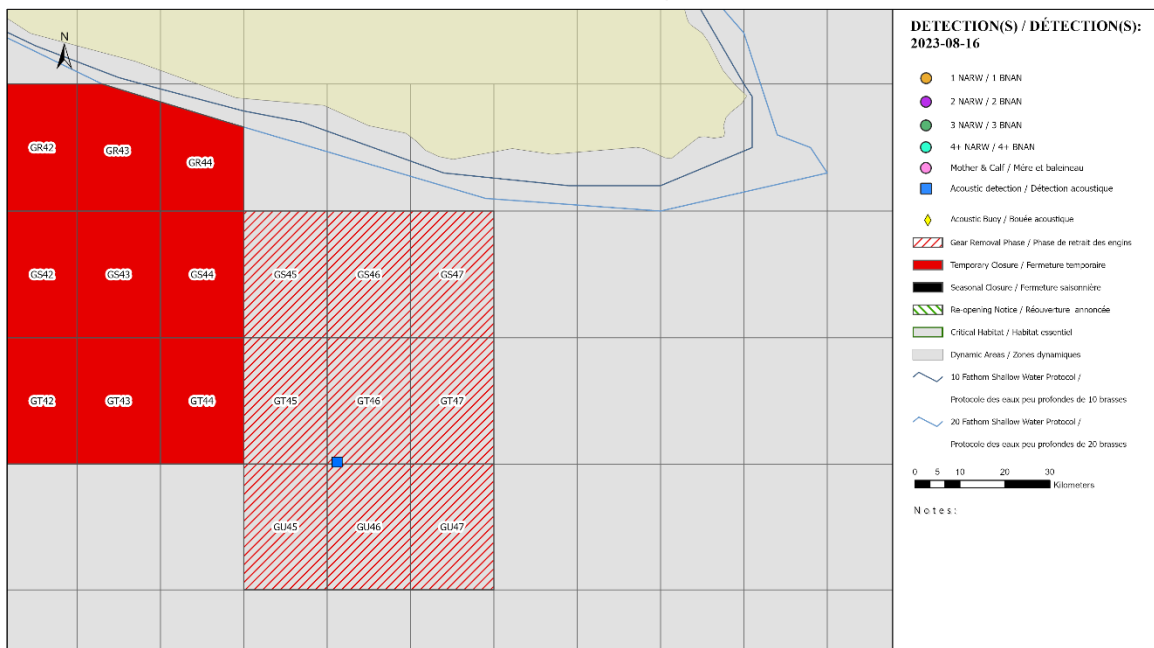 N
GR42
GR43
GR44
GS42
GS43
GS44
GS45
GS46
GS47
GT42
GT43
GT44
GT45
GT46
GT47
GU45
GU46
GU47
DETECTION(S) / DÉTECTION(S):
2023-08-16
1 NARW / 1 BNAN
2 NARW / 2 BNAN
3 NARW / 3 BNAN
4+ NARW / 4+ BNAN
Mother & Calf / Mére et baleineau
Acoustic detection / Détection acoustique
Acoustic Buoy / Bouée acoustique
Gear Removal Phase / Phase de retrait des engins
Temporary Closure / Fermeture temporaire
Seasonal Closure / Fermeture saisonnière
Re-opening Notice / Réouverture annoncée
Critical Habitat / Habitat essentiel
Dynamic Areas / Zones dynamiques
10 Fathom Shallow Water Protocol /
Protocole des eaux peu profondes de 10 brasses
20 Fathom Shallow Water Protocol /
Protocole des eaux peu profondes de 20 brasses
0 5 10 20 30
Kilometers
Notes: